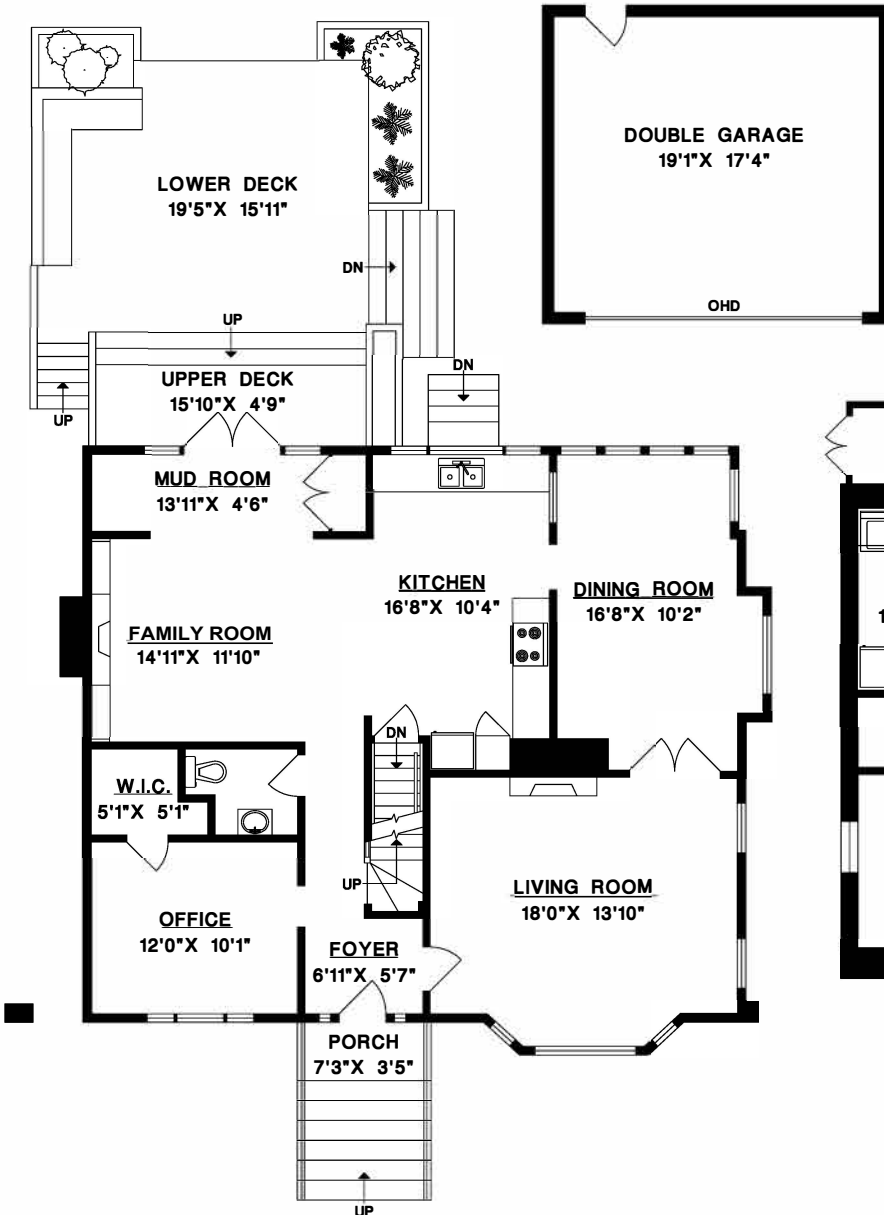 DOUBLE GARAGE
19'1"X 17'4"
LOWER DECK
19'5"X 15'11"
DN
OHD
UP
DN
UPPER DECK
15'10"X 4'9"
UP
MUD ROOM
13'11"X 4'6"
KITCHEN
16'8"X 10'4"
DINING ROOM
16'8"X 10'2"
FAMILY ROOM
14'11"X 11'10"
DN
W.I.C.
5'1"X 5'1"
UP
LIVING ROOM
18'0"X 13'10"
OFFICE
12'0"X 10'1"
FOYER
6'11"X 5'7"
PORCH
7'3"X 3'5"
UP